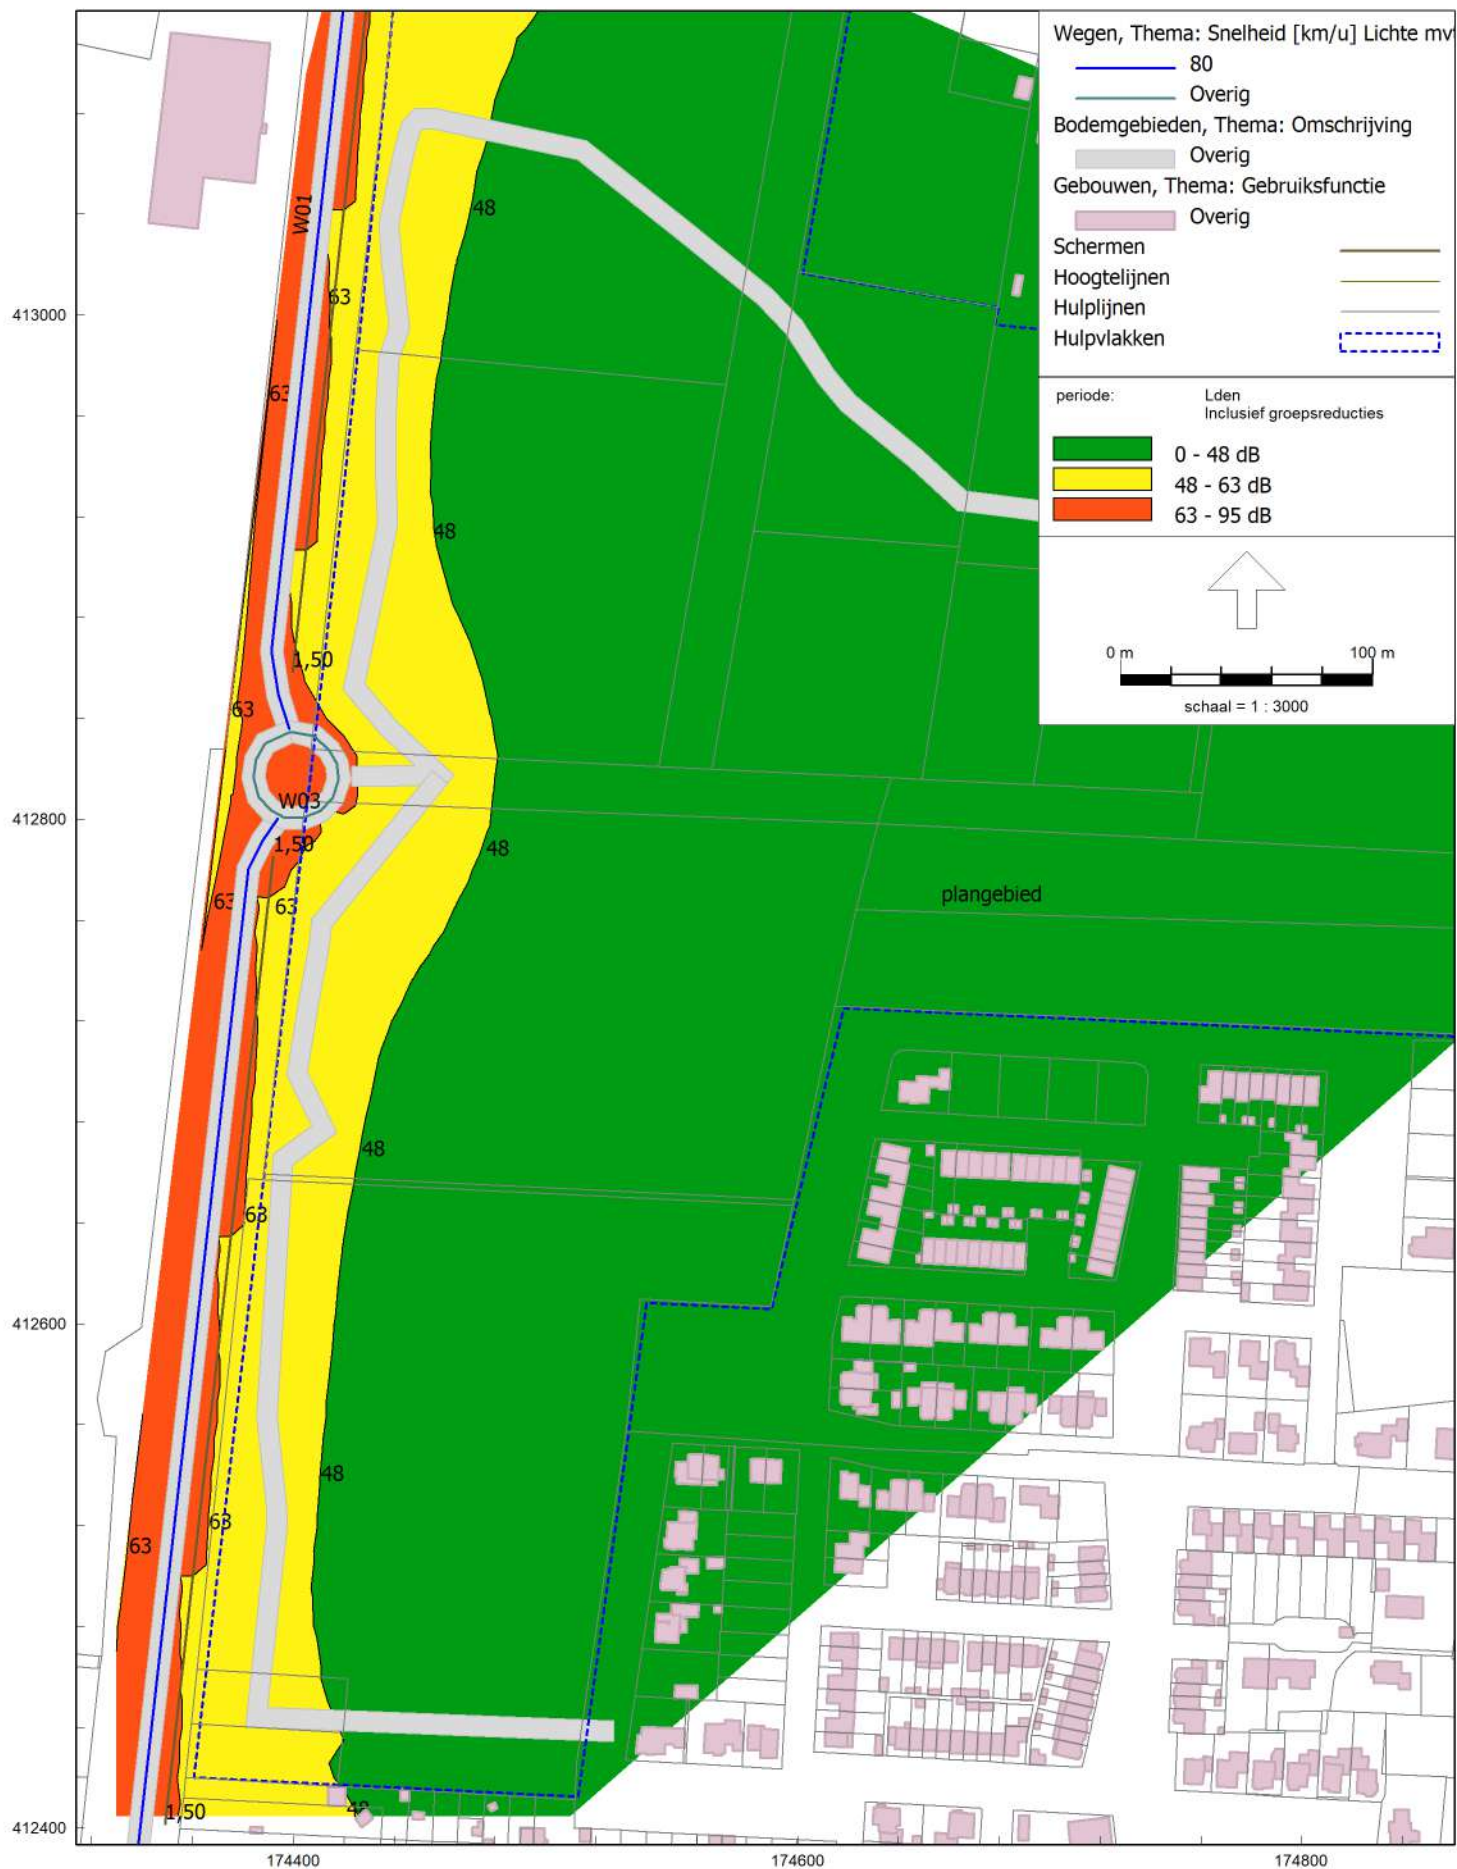 Wegen, Thema: Snelheid [km/u] Lichte mv
80
Overig
Bodemgebieden, Thema: Omschrijving
Overig
Gebouwen, Thema: Gebruiksfunctie
Overig
Schermen
Hoogtelijnen
Hulplijnen
Hulpvlakken
periode: Lden
Inclusief groepsreducties
0 - 48 dB
48 - 63 dB
63 - 95 dB
0 m 100 m
schaal = 1 : 3000
W01
48
63
413000
63
48
1,50
63
W03
412800
1,50
48
63
63
plangebied
48
63
412600
48
63
63
1,50
48
412400
174400
174600
174800